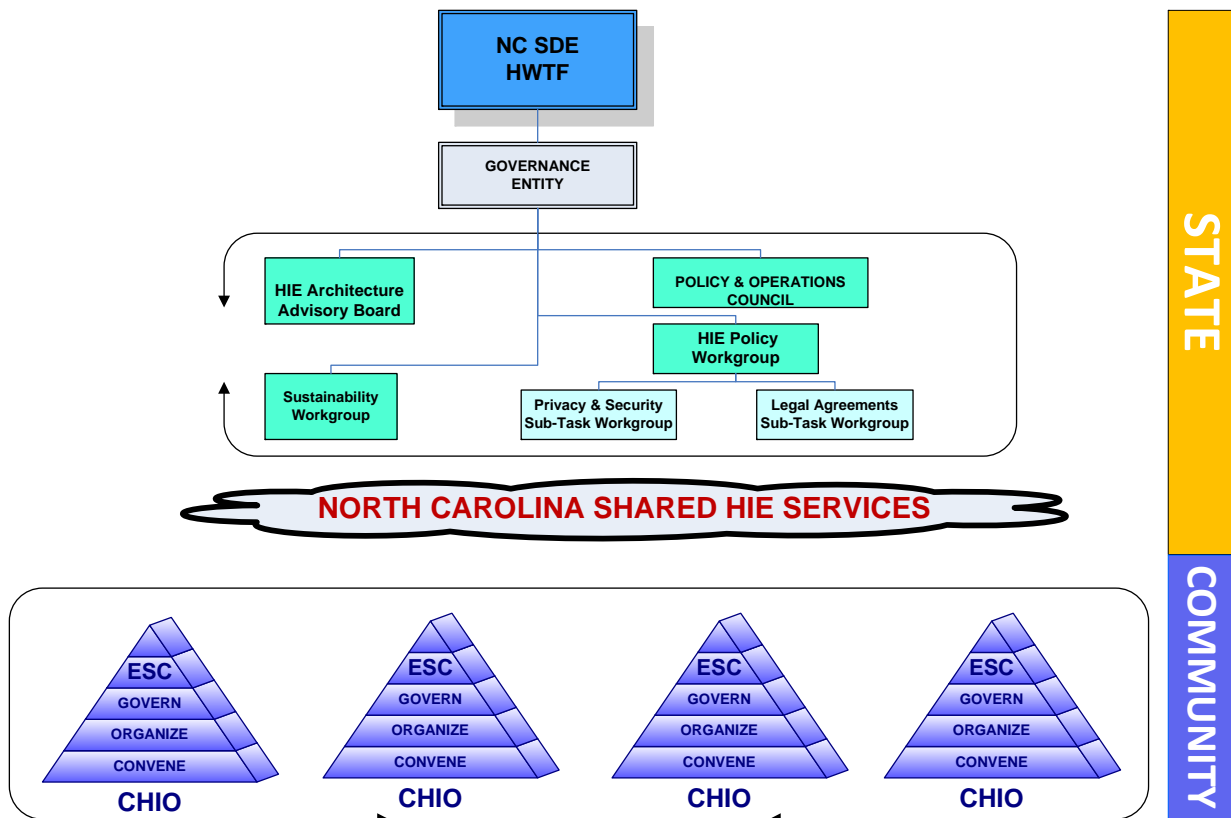 NC SDE
HWTF
GOVERNANCE
ENTITY
HIE Architecture
Advisory Board
POLICY & OPERATIONS
COUNCIL
HIE Policy
Workgroup
Sustainability
Workgroup
Privacy & Security
Sub-Task Workgroup
Legal Agreements
Sub-Task Workgroup
STATE
NORTH CAROLINA SHARED HIE SERVICES
COMMUNITY
ESC
GOVERN
ORGANIZE
CONVENE
CHIO
ESC
GOVERN
ORGANIZE
CONVENE
CHIO
ESC
GOVERN
ORGANIZE
CONVENE
CHIO
ESC
GOVERN
ORGANIZE
CONVENE
CHIO